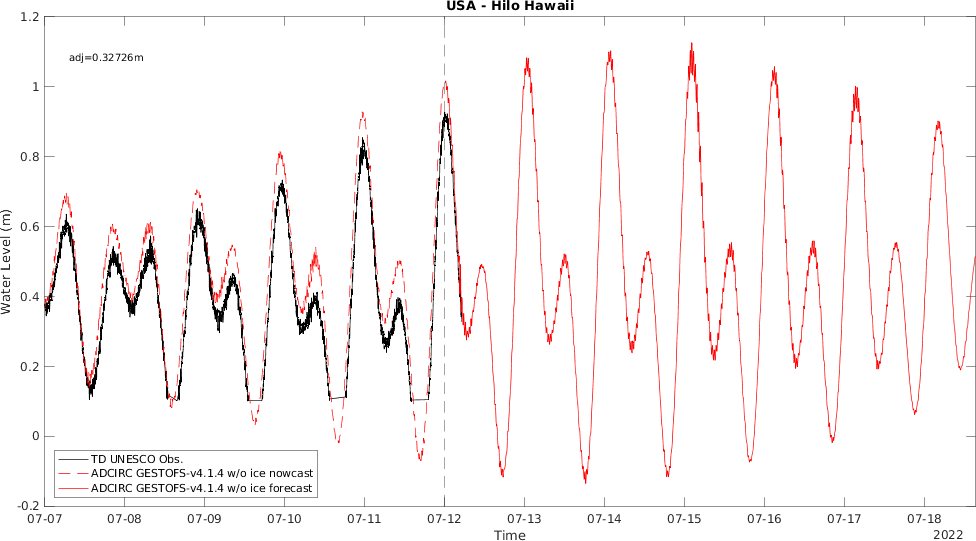 USA - Hilo Hawaii
adj=0.32726m
1.2
1
0.8
0.6
0.4
0.2
0
-0.2
Water Level (m)
TD UNESCO Obs.
ADCIRC GESTOFS-v4.1.4 w/o ice nowcast
ADCIRC GESTOFS-v4.1.4 w/o ice forecast
07-07 07-08 07-09 07-10 07-11 07-12 07-13 07-14 07-15 07-16 07-17 07-18
Time
2022